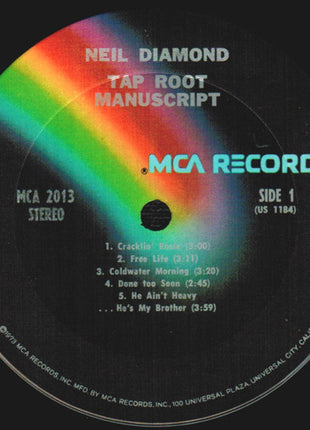 NEIL DIAMOND
TAP ROOT
MANUSCRIPT
®MCA RECORD
MCA 2013
STEREO
SIDE 1
(US 1184)
1. Cracklin' Rosie (3:00)
2. Free Life (3:11)
3. Coldwater Morning (3:20)
4. Done too Soon (2:45)
5. He Ain't Heavy
. . . He's My Brother (3:59)
©1973 MCA RECORDS, INC. MFD. BY MCA RECORDS, INC., 100 UNIVERSAL PLAZA, UNIVERSAL CITY, CALI